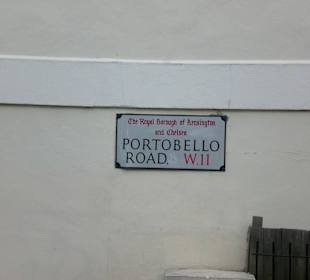 The Royal Borough of Kensington
and Chelsea
PORTOBELLO
ROAD. W.11